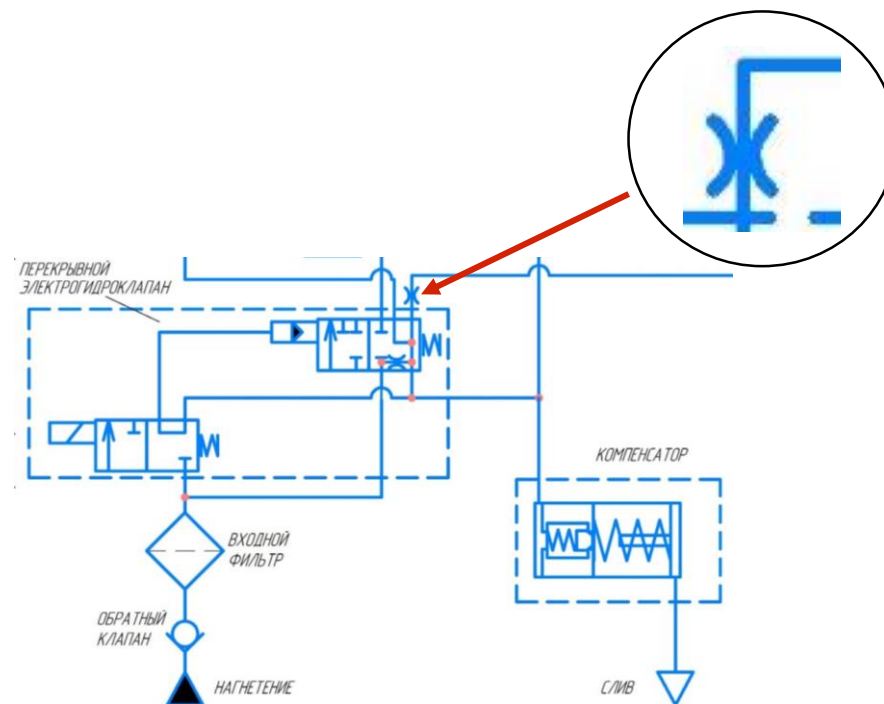 ПЕРЕКРЫВНОЙ
ЭЛЕКТРОГИДРОКЛАПАН
КОМПЕНСАТОР
ВХОДНОЙ
ФИЛЬТР
ОБРАТНЫЙ
КЛАПАН
НАГНЕТЕНИЕ
СЛИВ